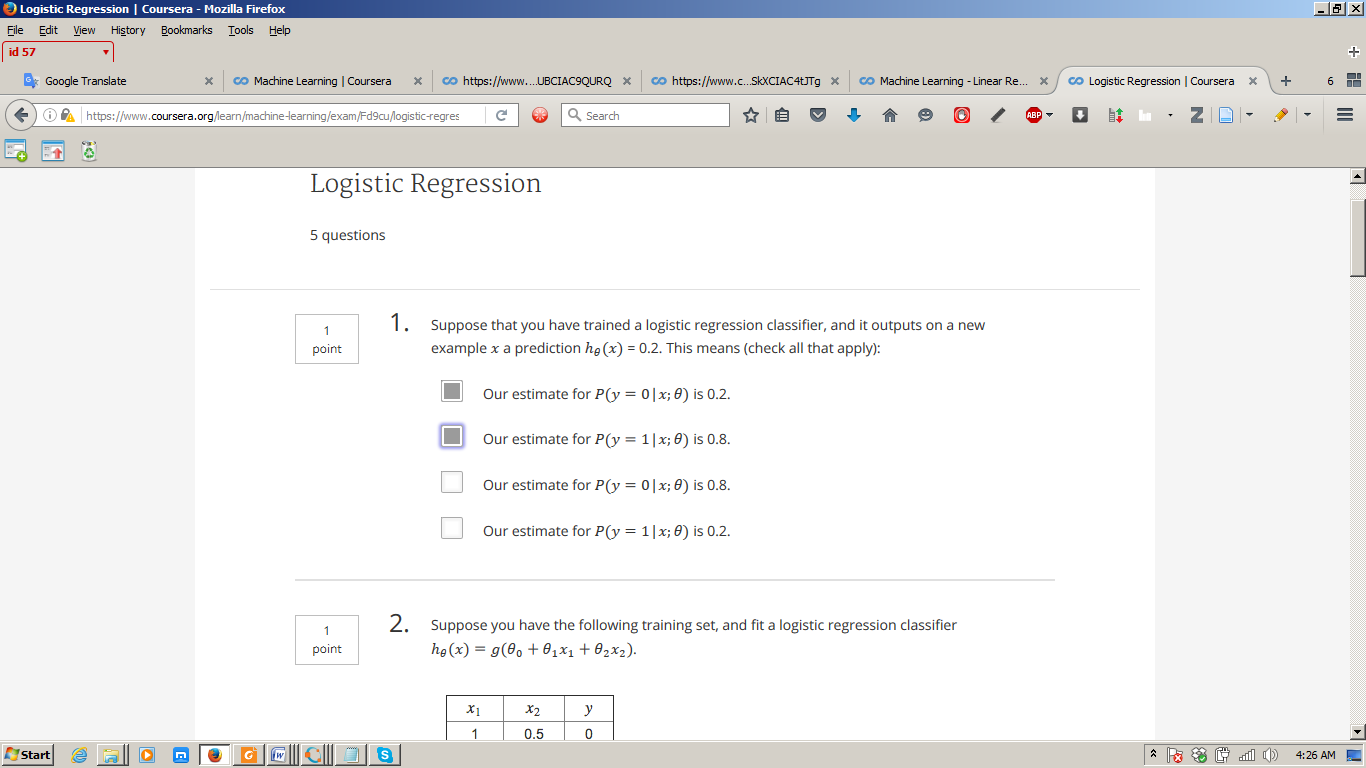 Logistic Regression | Coursera - Mozilla Firefox
File Edit View History Bookmarks Tools Help
id 57
Google Translate
Machine Learning | Coursera
https://www....UBCIAC9QURQ
https://www.c...SkXCIAC4tJTg
Machine Learning - Linear Re...
Logistic Regression | Coursera
6
https://www.coursera.org/learn/machine-learning/exam/Fd9cu/logistic-regres
Search
ABP
Logistic Regression
5 questions
1 point
1. Suppose that you have trained a logistic regression classifier, and it outputs on a new
example x a prediction hθ(x) = 0.2. This means (check all that apply):
Our estimate for P(y = 0|x; θ) is 0.2.
Our estimate for P(y = 1|x; θ) is 0.8.
Our estimate for P(y = 0|x; θ) is 0.8.
Our estimate for P(y = 1|x; θ) is 0.2.
1 point
2. Suppose you have the following training set, and fit a logistic regression classifier
hθ(x) = g(θ0 + θ1x1 + θ2x2).
x1 x2 y
1 0.5 0
Start
4:26 AM